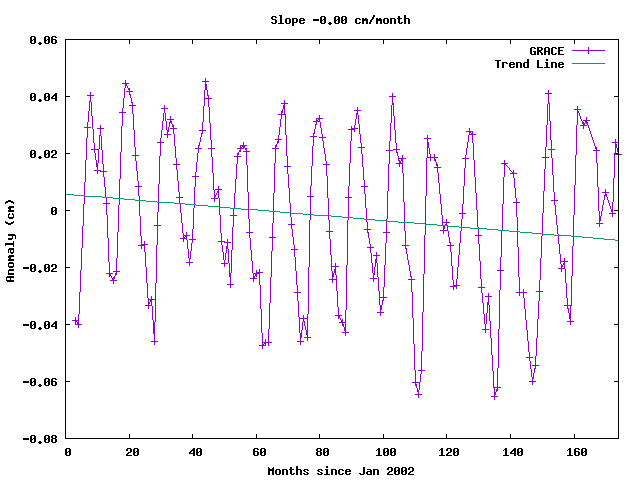 Slope -0.00 cm/month
0.06
GRACE
Trend Line
0.04
0.02
0
-0.02
-0.04
-0.06
-0.08
Anomaly (cm)
0 20 40 60 80 100 120 140 160
Months since Jan 2002